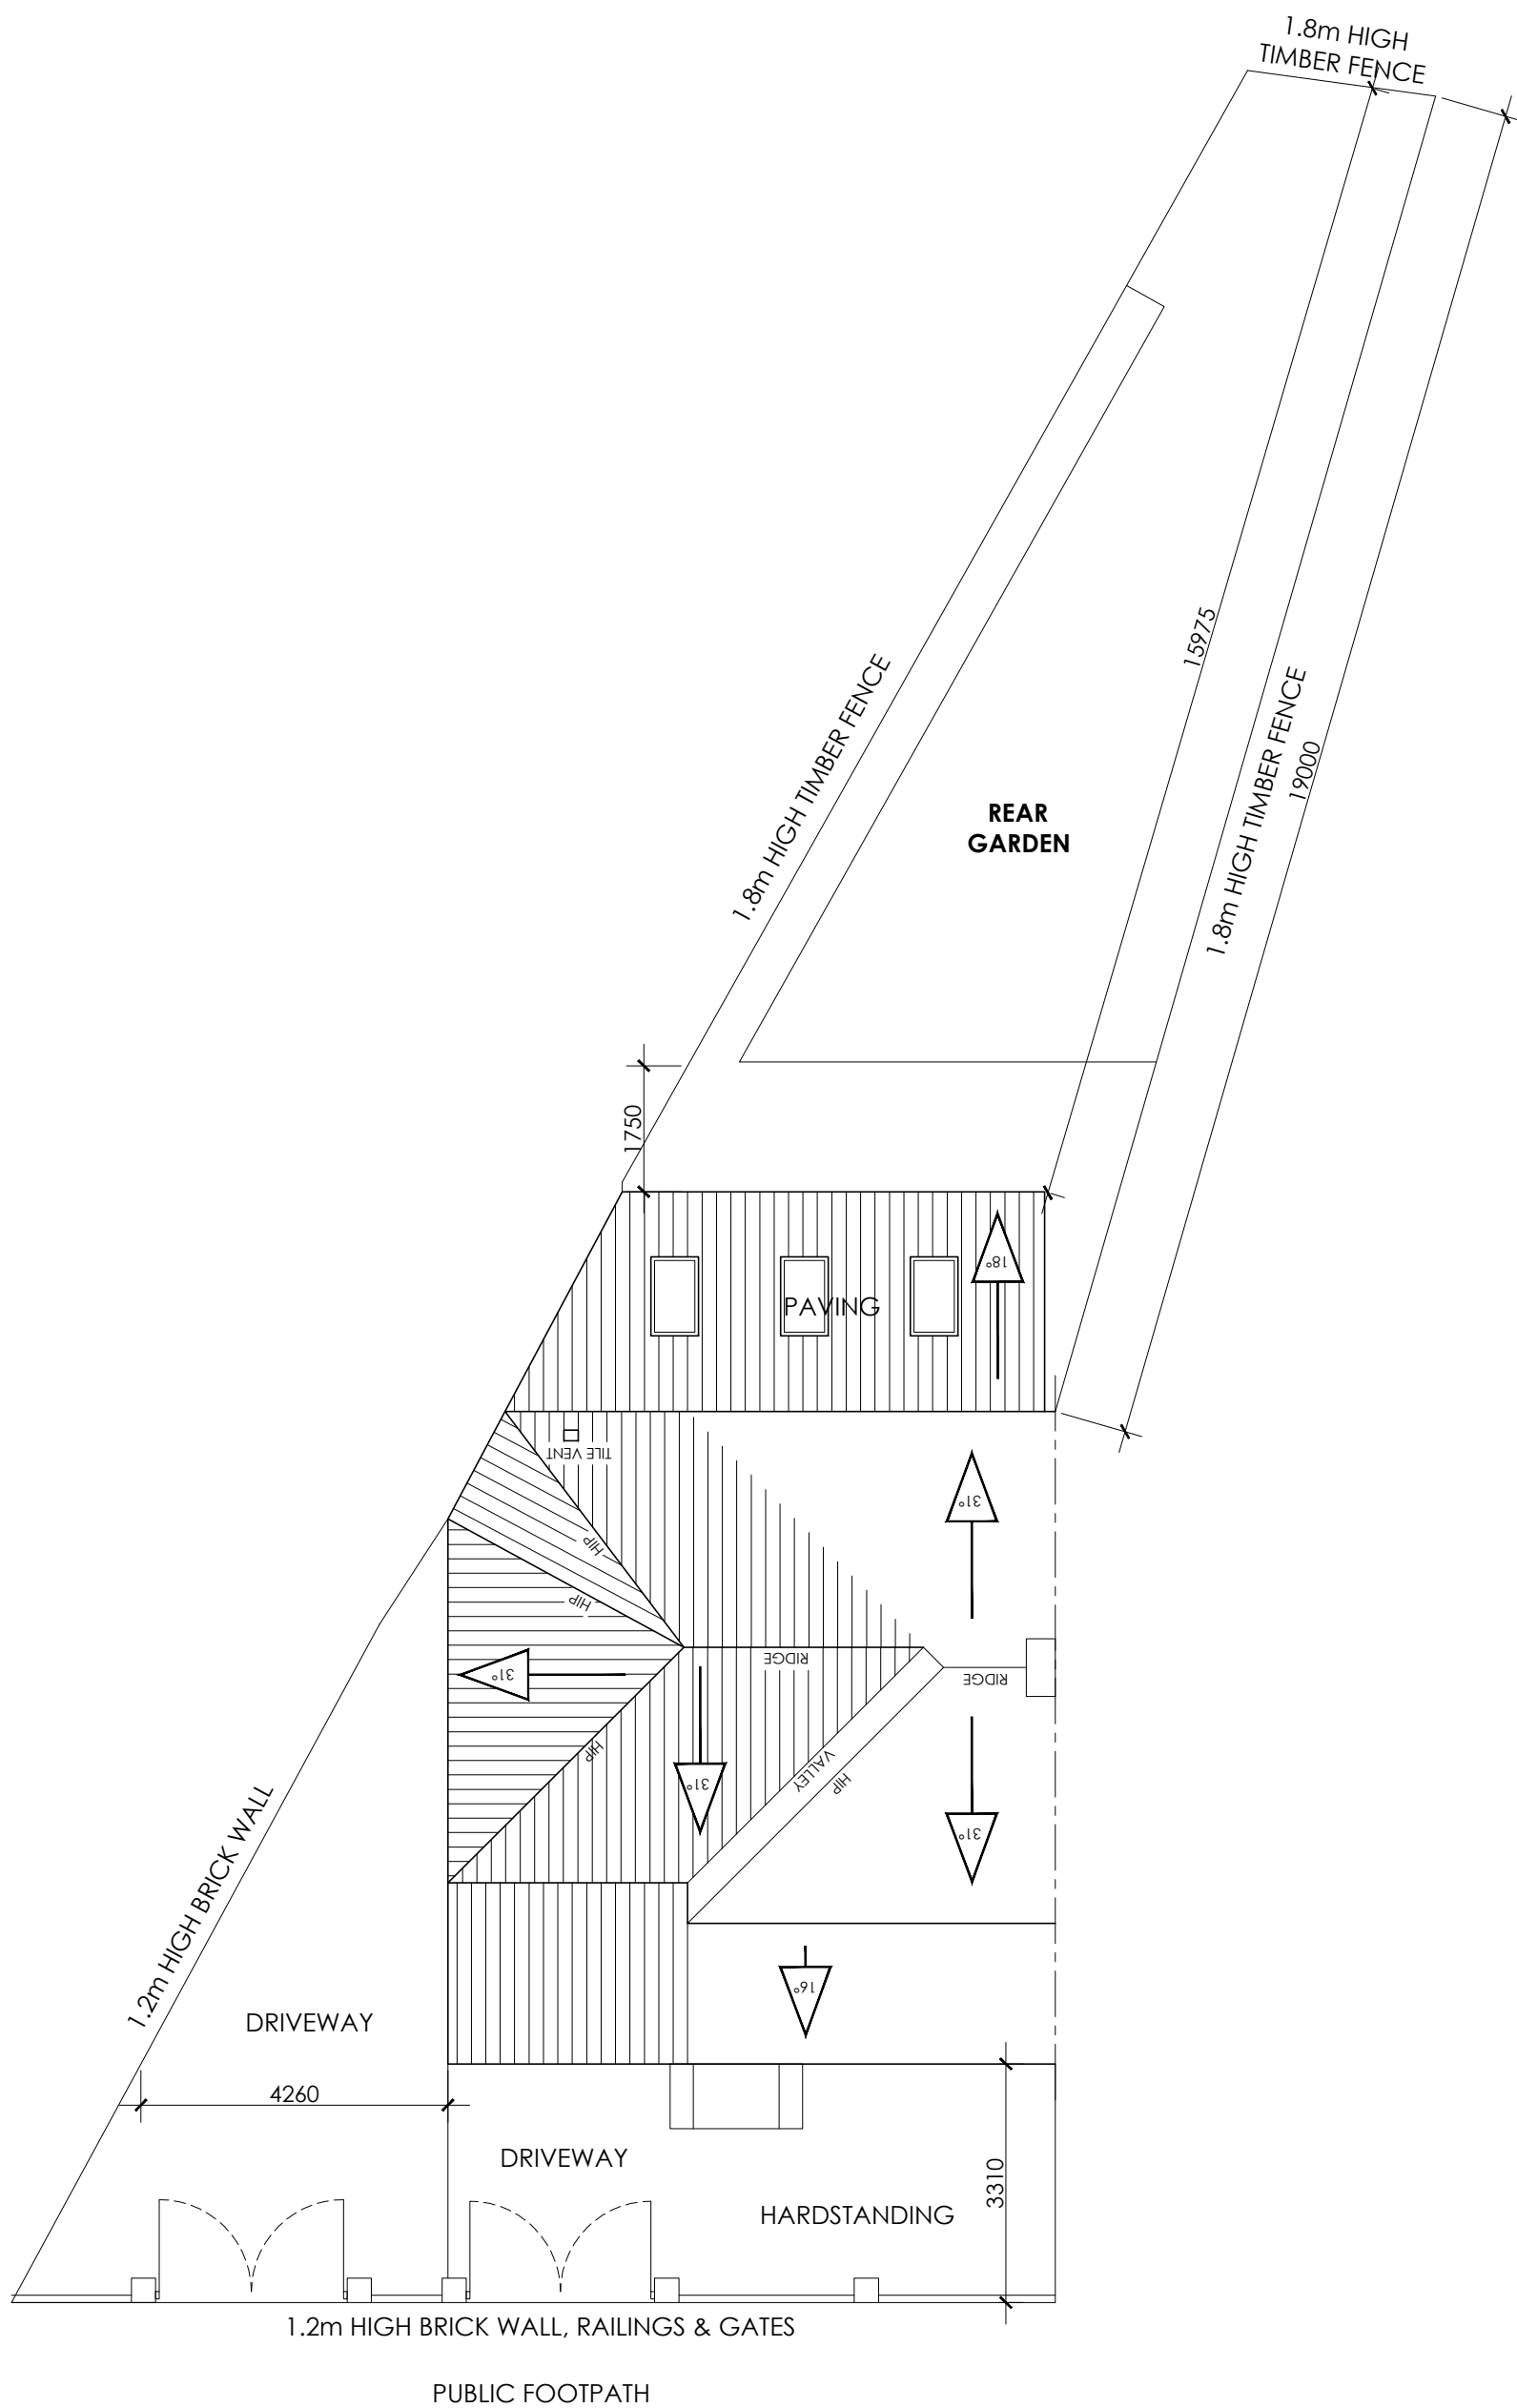 1.8m HIGH
TIMBER FENCE
15975
1.8m HIGH TIMBER FENCE
1.8m HIGH TIMBER FENCE
19000
REAR
GARDEN
1750
18°
PAVING
TILE VENT
31°
HIP
HIP
RIDGE
RIDGE
31°
HIP
VALLEY
HIP
31°
31°
1.2m HIGH BRICK WALL
16°
DRIVEWAY
4260
DRIVEWAY
3310
HARDSTANDING
1.2m HIGH BRICK WALL, RAILINGS & GATES
PUBLIC FOOTPATH